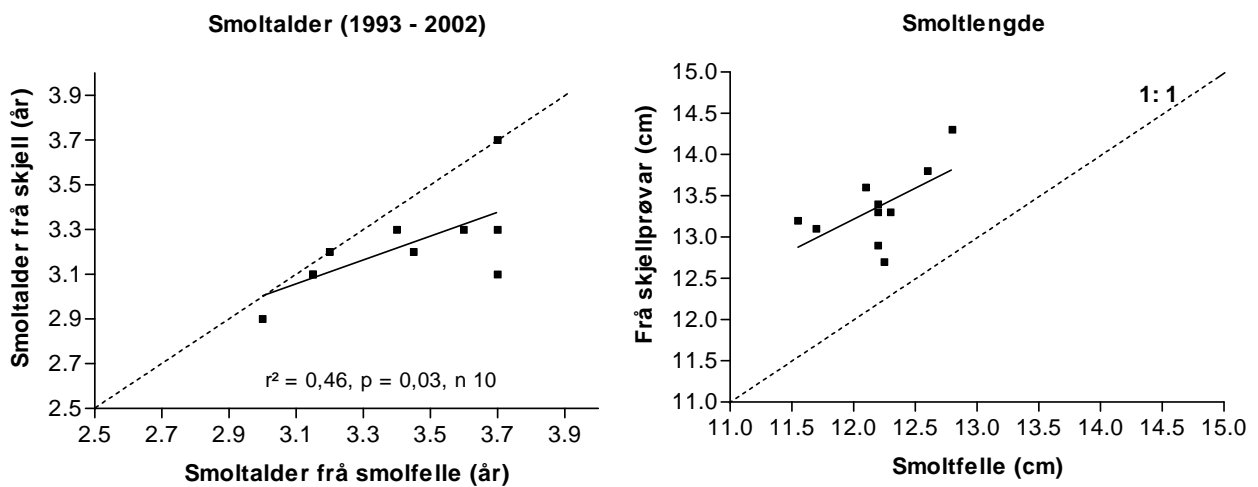 Smoltalder (1993 - 2002)
Smoltalder frå skjell (år)
3.9
3.7
3.5
3.3
3.1
2.9
2.7
2.5
r² = 0,46, p = 0,03, n 10
2.5 2.7 2.9 3.1 3.3 3.5 3.7 3.9
Smoltalder frå smolfelle (år)
Smoltlengde
Frå skjellprøvar (cm)
15.0
14.5
14.0
13.5
13.0
12.5
12.0
11.5
11.0
1: 1
11.0 11.5 12.0 12.5 13.0 13.5 14.0 14.5 15.0
Smoltfelle (cm)